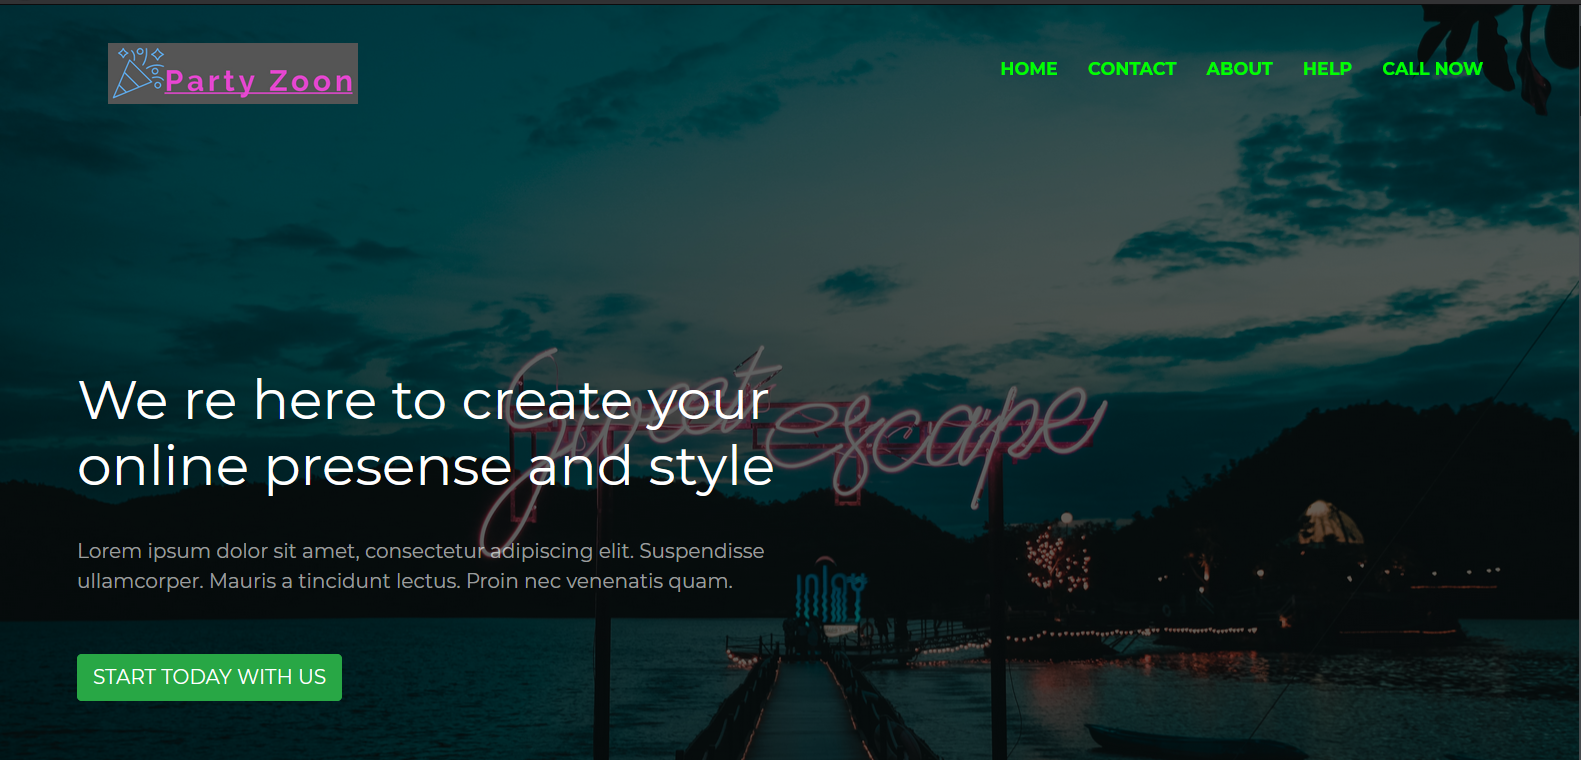 Party Zoon
HOME CONTACT ABOUT HELP CALL NOW
We re here to create your
online presense and style
Sweet escape
Lorem ipsum dolor sit amet, consectetur adipiscing elit. Suspendisse
ullamcorper. Mauris a tincidunt lectus. Proin nec venenatis quam.
START TODAY WITH US